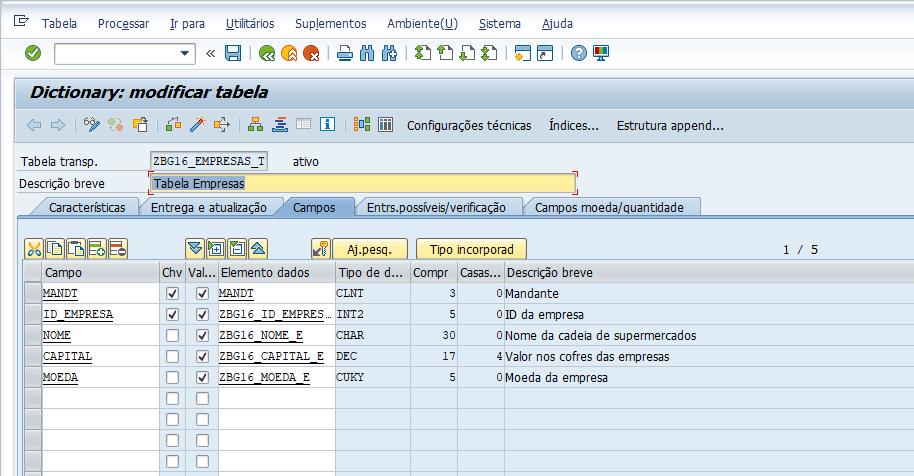 Tabela Processar Ir para Utilitários Suplementos Ambiente(U) Sistema Ajuda
Dictionary: modificar tabela
Configurações técnicas Índices... Estrutura append...
Tabela transp. ZBG16_EMPRESAS_T ativo
Descrição breve Tabela Empresas
Características Entrega e atualização Campos Entrs.possíveis/verificação Campos moeda/quantidade
Aj.pesq. Tipo incorporad 1 / 5
Campo Chv Val... Elemento dados Tipo de d... Compr Casas... Descrição breve
MANDT MANDT CLNT 3 0 Mandante
ID_EMPRESA ZBG16_ID_EMPRES... INT2 5 0 ID da empresa
NOME ZBG16_NOME_E CHAR 30 0 Nome da cadeia de supermercados
CAPITAL ZBG16_CAPITAL_E DEC 17 4 Valor nos cofres das empresas
MOEDA ZBG16_MOEDA_E CUKY 5 0 Moeda da empresa